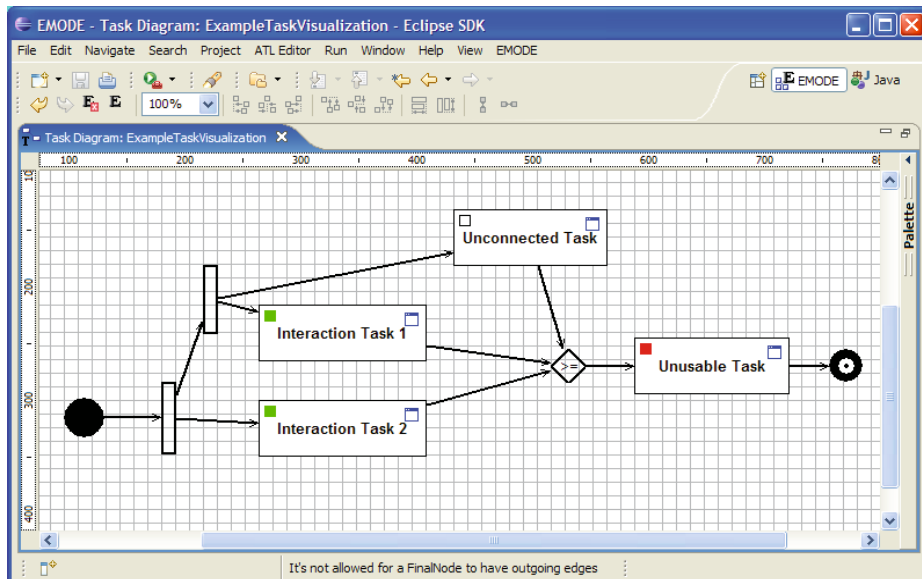 EMODE - Task Diagram: ExampleTaskVisualization - Eclipse SDK
File Edit Navigate Search Project ATL Editor Run Window Help View EMODE
E EMODE Java
E E 100%
T Task Diagram: ExampleTaskVisualization
100 200 300 400 500 600 700
Palette
Unconnected Task
200
Interaction Task 1
>= Unusable Task
300
Interaction Task 2
400
It's not allowed for a FinalNode to have outgoing edges